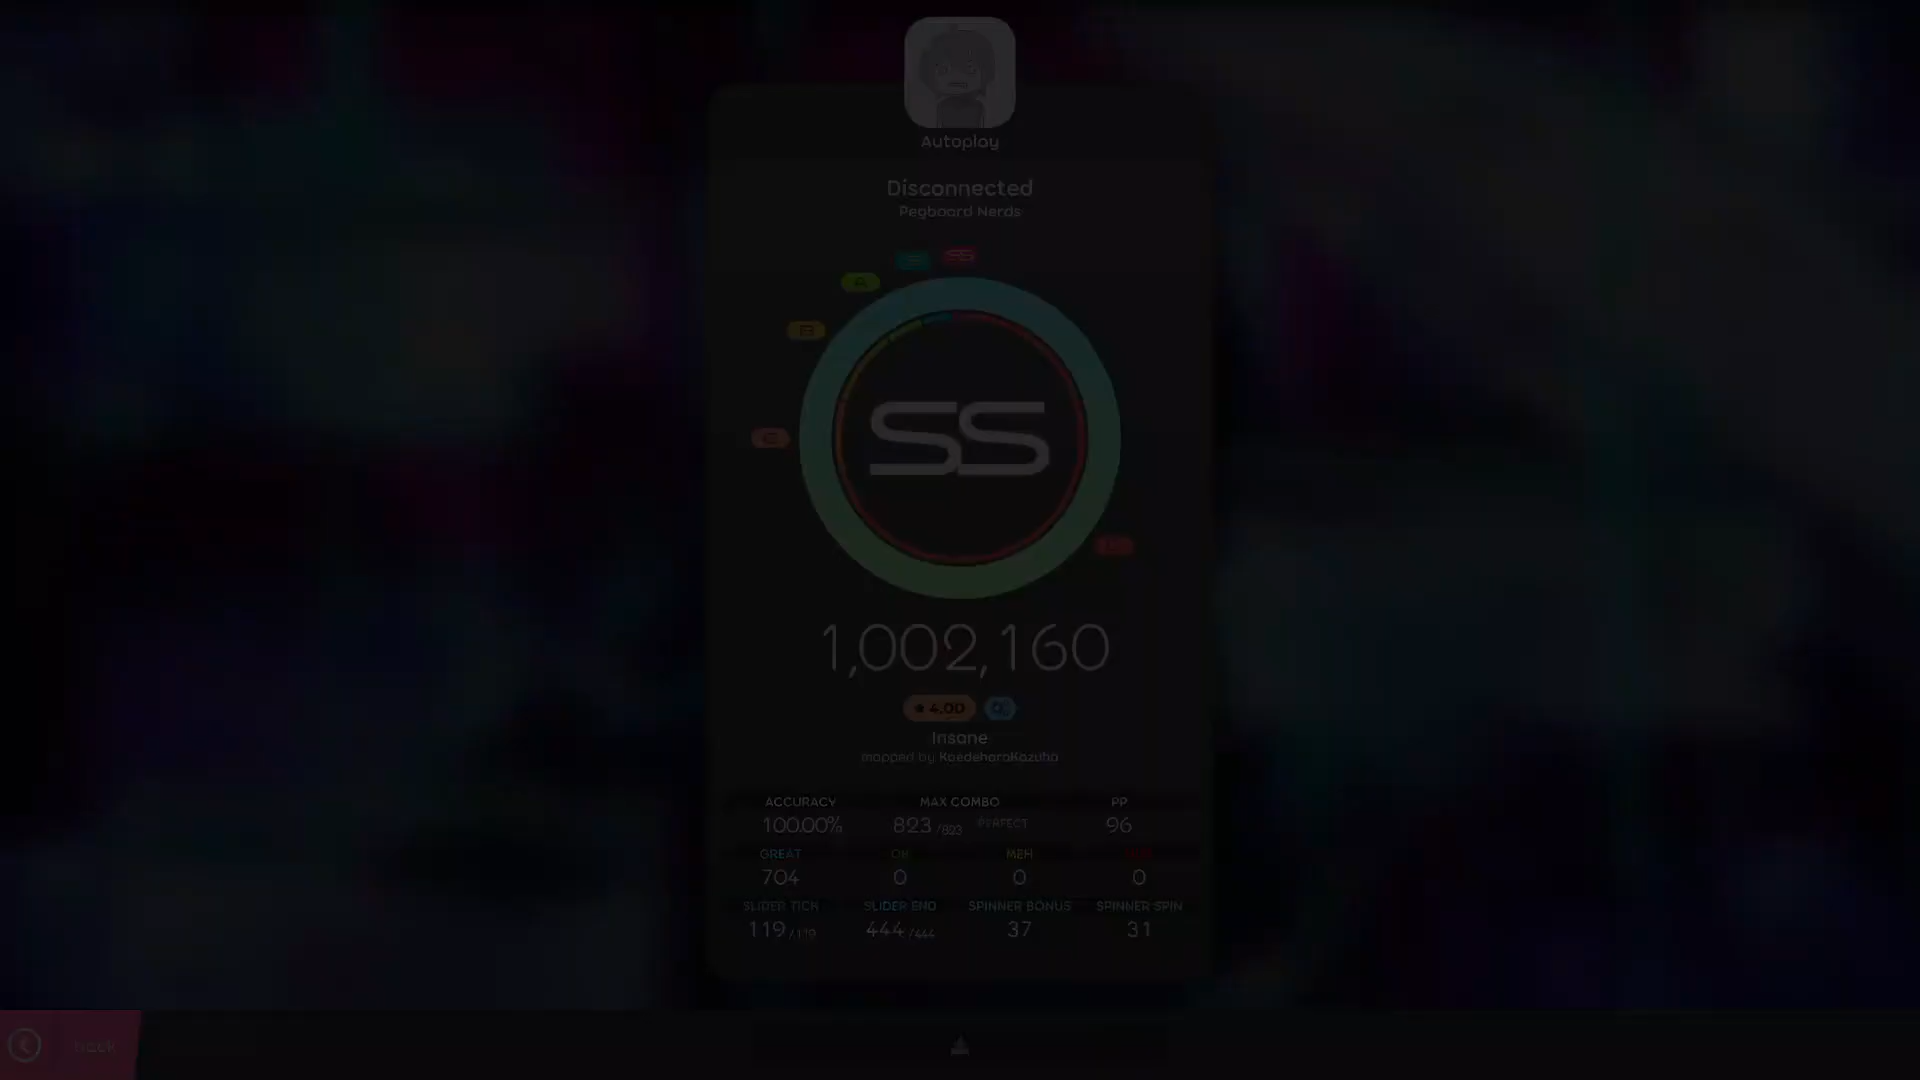 Autoplay
Disconnected
Pegboard Nerds
S SS
A
B
C
SS
D
1,002,160
4.00
Insane
mapped by KaedeharaKazuha
ACCURACY MAX COMBO PP
100.00% 823/823 PERFECT 96
GREAT OK MEH MISS
704 0 0 0
SLIDER TICK SLIDER END SPINNER BONUS SPINNER SPIN
119/119 444/444 37 31
back